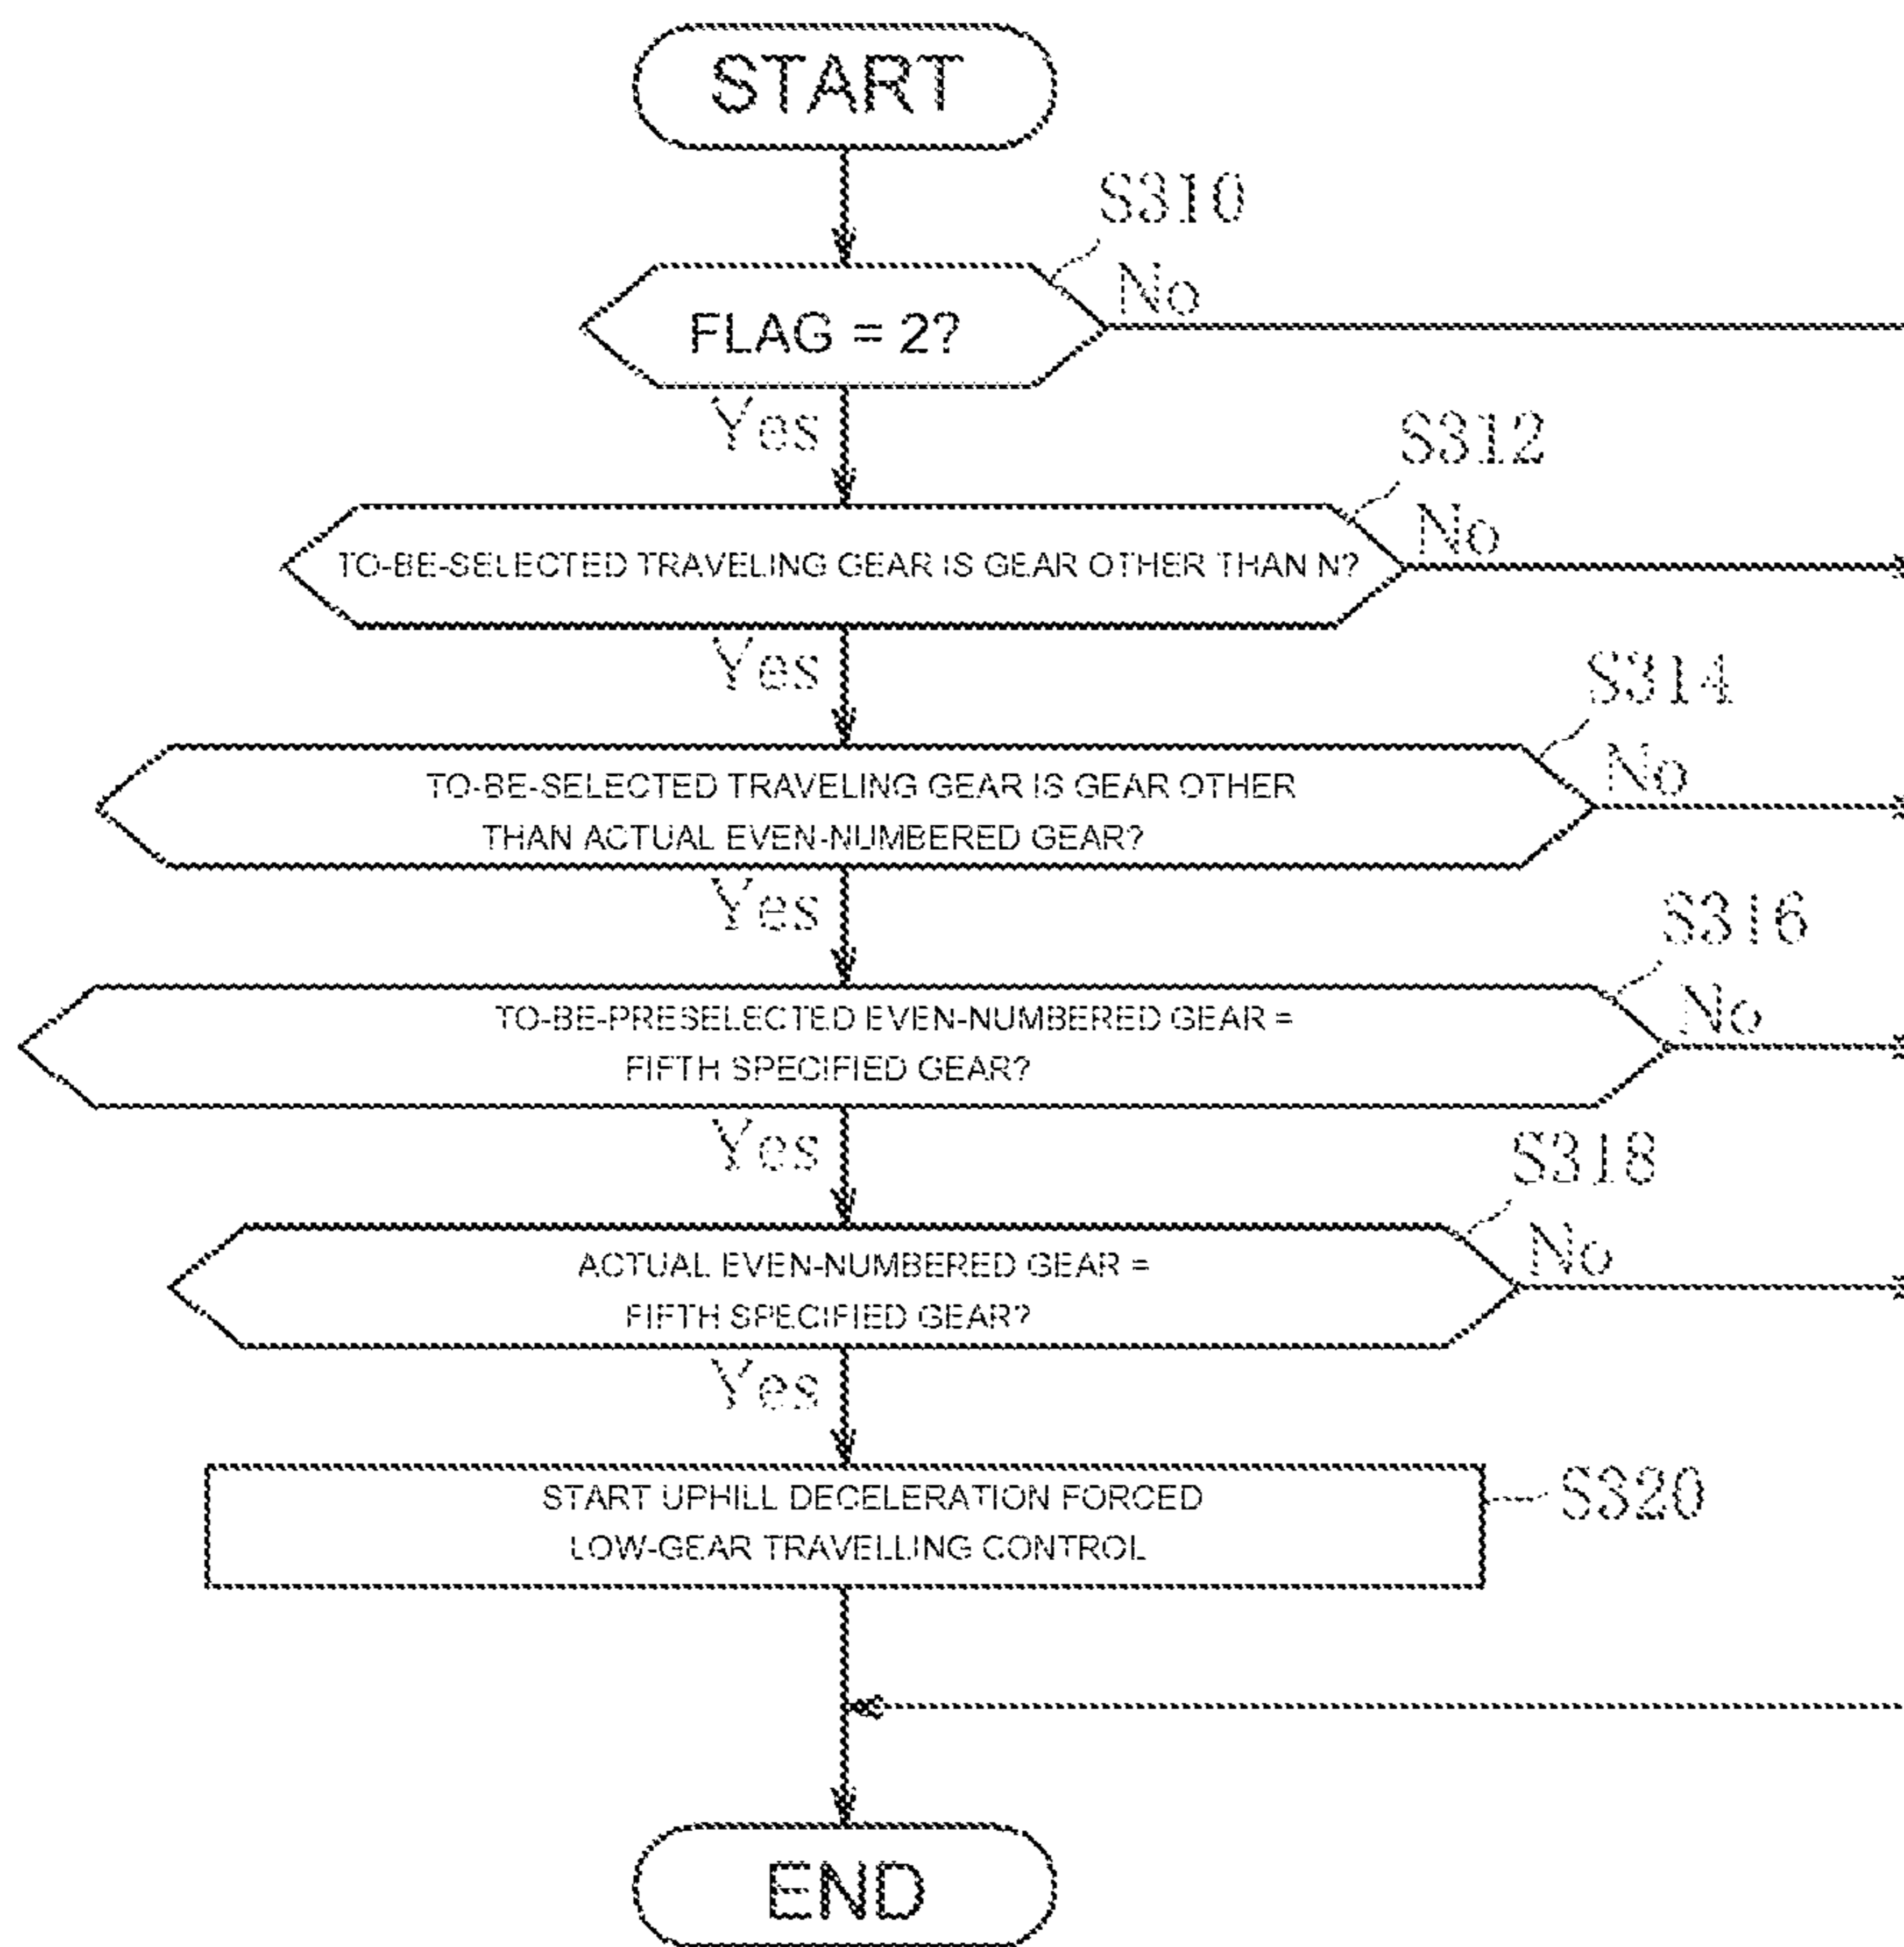 START
S310
No
FLAG = 2?
Yes
S312
No
TO-BE-SELECTED TRAVELING GEAR IS GEAR OTHER THAN N?
Yes
S314
No
TO-BE-SELECTED TRAVELING GEAR IS GEAR OTHER
THAN ACTUAL EVEN-NUMBERED GEAR?
Yes
S316
No
TO-BE-PRESELECTED EVEN-NUMBERED GEAR =
FIFTH SPECIFIED GEAR?
Yes
S318
No
ACTUAL EVEN-NUMBERED GEAR =
FIFTH SPECIFIED GEAR?
Yes
START UPHILL DECELERATION FORCED
LOW-GEAR TRAVELLING CONTROL
S320
END